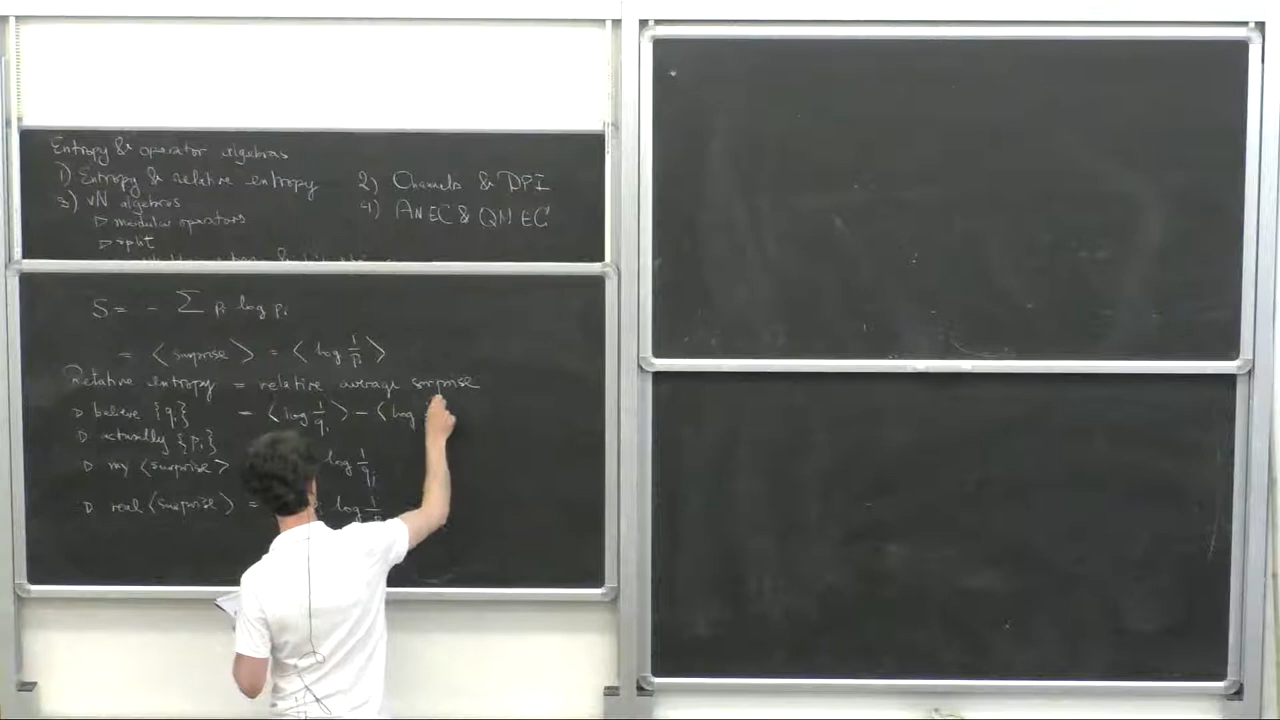 Entropy & operator algebras
1) Entropy & relative entropy 2) Channels & DPI
3) vN algebras 4) ANEC & QNEC
▷ modular operators
▷ split
S = - ∑ pᵢ log pᵢ
= ⟨surprise⟩ = ⟨log 1/pᵢ⟩
Relative entropy = relative average surprise
▷ believe {qᵢ} = ⟨log 1/qᵢ⟩ - ⟨log
▷ actually {pᵢ}
▷ my ⟨surprise⟩ log 1/qᵢ
▷ real ⟨surprise⟩ = log 1/